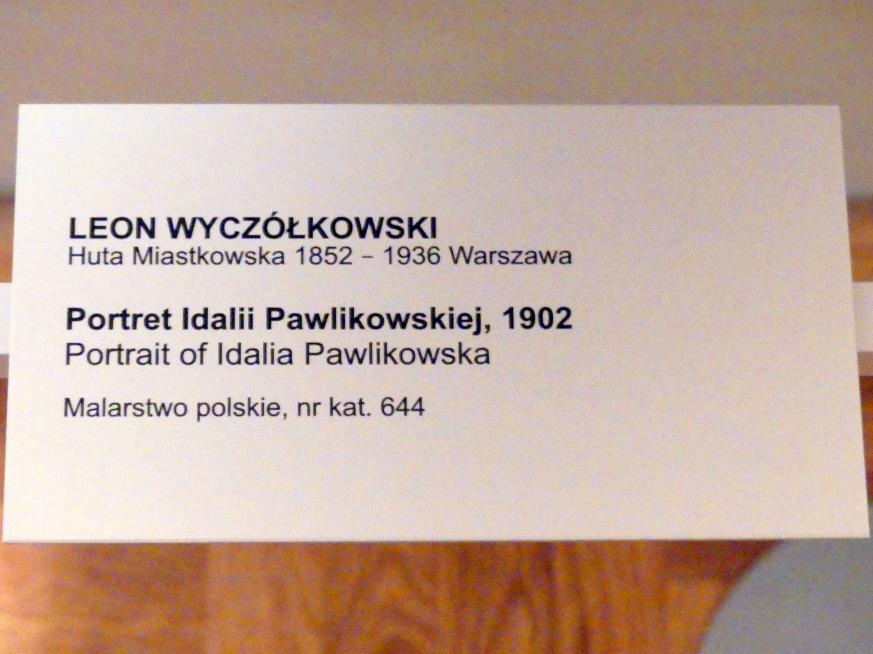 LEON WYCZÓŁKOWSKI
Huta Miastkowska 1852 – 1936 Warszawa
Portret Idalii Pawlikowskiej, 1902
Portrait of Idalia Pawlikowska
Malarstwo polskie, nr kat. 644